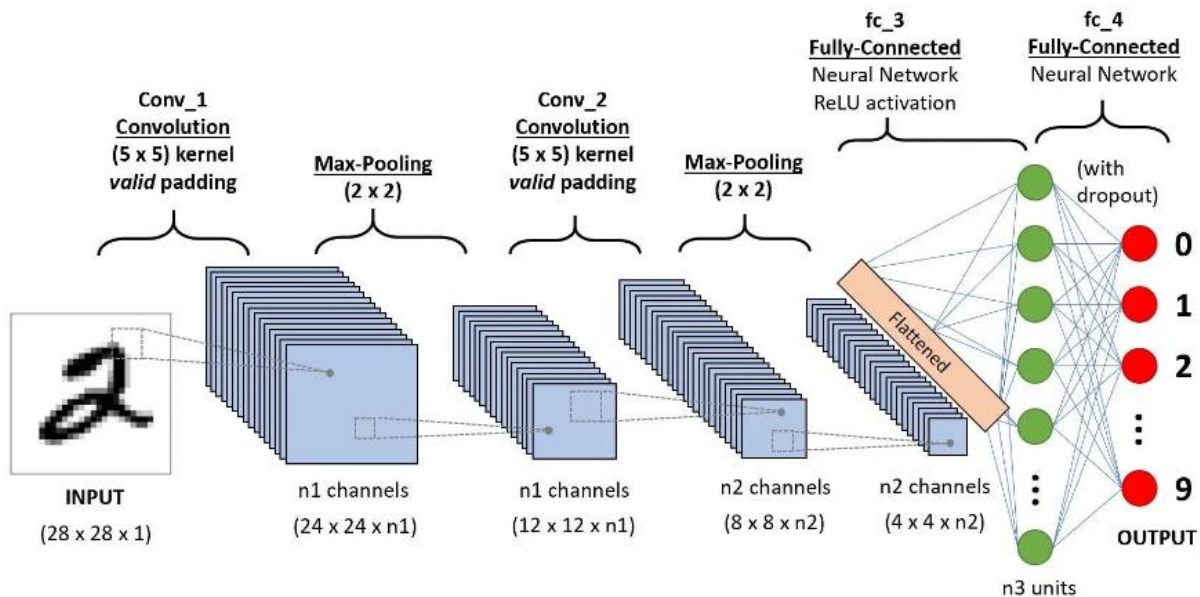 Conv_1
Convolution
(5 x 5) kernel
valid padding
Max-Pooling
(2 x 2)
Conv_2
Convolution
(5 x 5) kernel
valid padding
Max-Pooling
(2 x 2)
fc_3
Fully-Connected
Neural Network
ReLU activation
fc_4
Fully-Connected
Neural Network
(with
dropout)
INPUT
(28 x 28 x 1)
n1 channels
(24 x 24 x n1)
n1 channels
(12 x 12 x n1)
n2 channels
(8 x 8 x n2)
n2 channels
(4 x 4 x n2)
Flattened
n3 units
0
1
2
9
OUTPUT
2